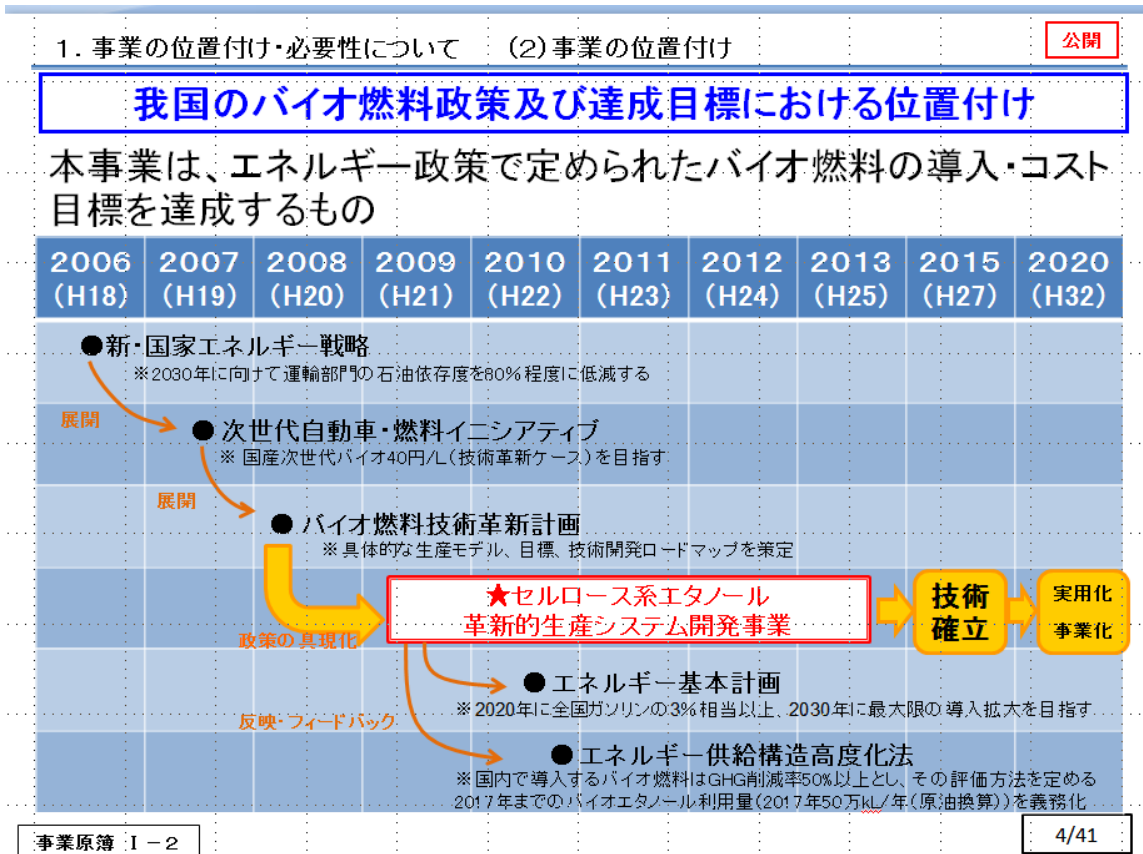 1. 事業の位置付け・必要性について (2)事業の位置付け
公開
我国のバイオ燃料政策及び達成目標における位置付け
本事業は、エネルギー政策で定められたバイオ燃料の導入・コスト
目標を達成するもの
2006 2007 2008 2009 2010 2011 2012 2013 2015 2020
(H18) (H19) (H20) (H21) (H22) (H23) (H24) (H25) (H27) (H32)
●新・国家エネルギー戦略
※2030年に向けて運輸部門の石油依存度を80%程度に低減する
展開
● 次世代自動車・燃料イニシアティブ
※ 国産次世代バイオ40円/L(技術革新ケース)を目指す
展開
● バイオ燃料技術革新計画
※具体的な生産モデル、目標、技術開発ロードマップを策定
★セルロース系エタノール
革新的生産システム開発事業
技術
確立
実用化
事業化
政策の具現化
● エネルギー基本計画
※2020年に全国ガソリンの3%相当以上、2030年に最大限の導入拡大を目指す
反映・フィードバック
●エネルギー供給構造高度化法
※国内で導入するバイオ燃料はGHG削減率50%以上とし、その評価方法を定める
2017年までのバイオエタノール利用量(2017年50万kL/年(原油換算))を義務化
事業原簿 I-2
4/41